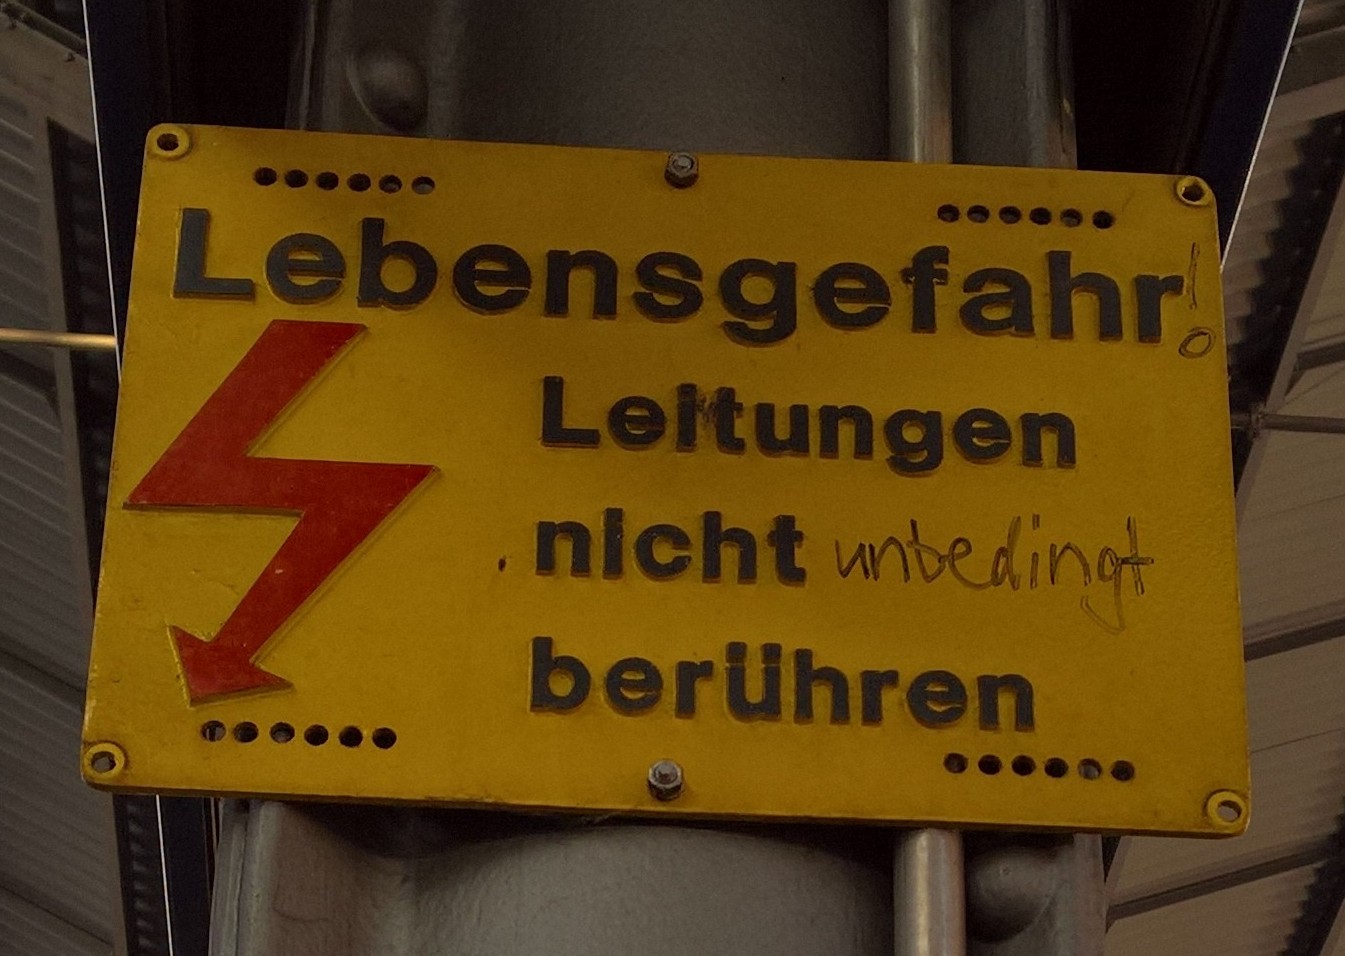 Lebensgefahr!
Leitungen
nicht unbedingt
berühren